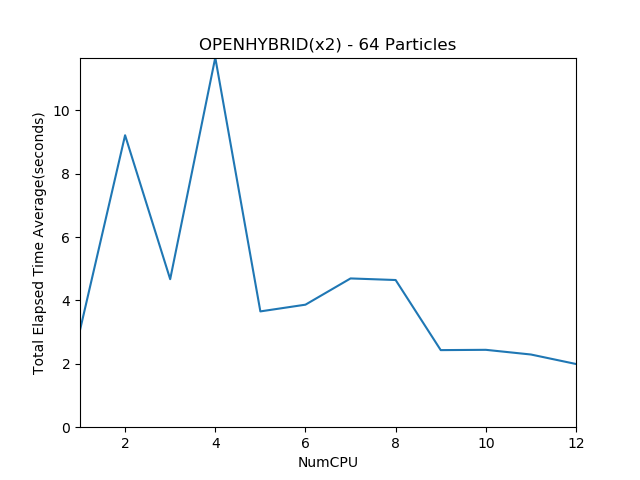 OPENHYBRID(x2) - 64 Particles
Total Elapsed Time Average(seconds)
10
8
6
4
2
0
2 4 6 8 10 12
NumCPU